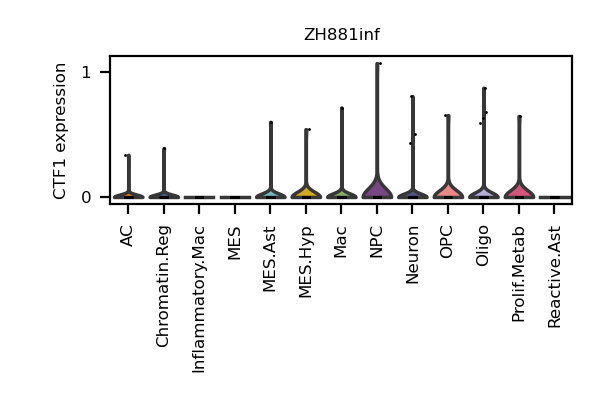 ZH881inf
CTF1 expression
1
0
AC
Chromatin.Reg
Inflammatory.Mac
MES
MES.Ast
MES.Hyp
Mac
NPC
Neuron
OPC
Oligo
Prolif.Metab
Reactive.Ast